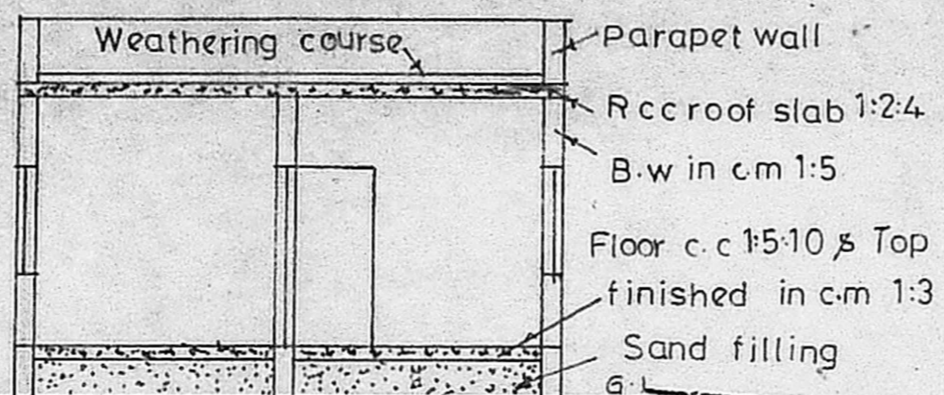 Weathering course
Parapet wall
Rcc roof slab 1:2:4
B.w in c.m 1:5
Floor c.c 1:5:10 & Top
finished in c.m 1:3
Sand filling
G.L